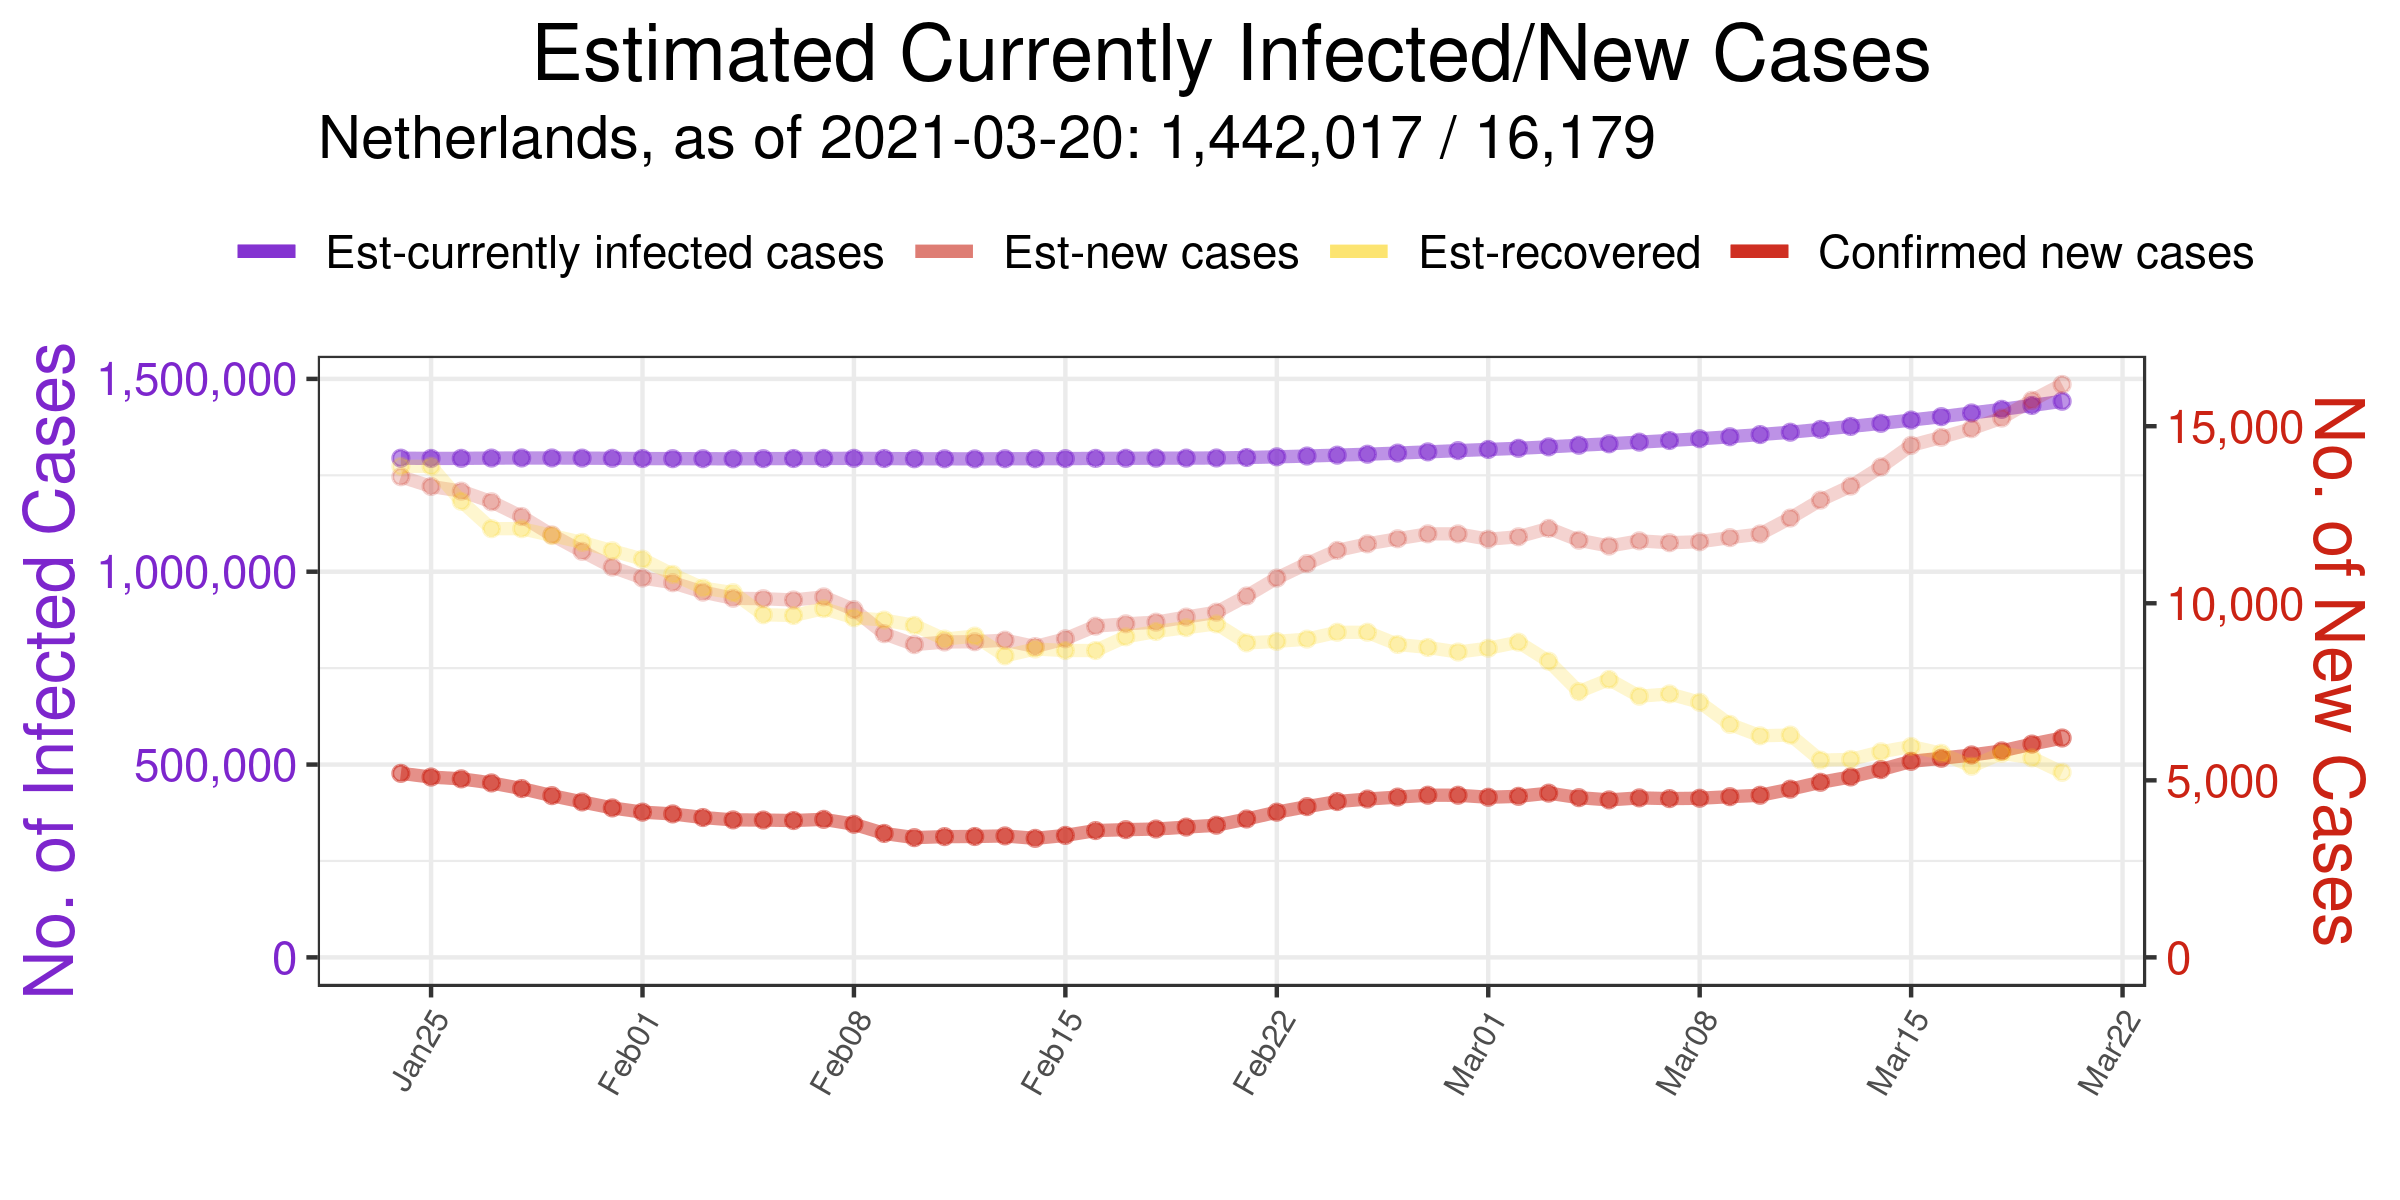 Estimated Currently Infected/New Cases
Netherlands, as of 2021-03-20: 1,442,017 / 16,179
Est-currently infected cases Est-new cases Est-recovered Confirmed new cases
No. of Infected Cases
1,500,000
1,000,000
500,000
0
15,000
10,000
5,000
0
No. of New Cases
Jan25 Feb01 Feb08 Feb15 Feb22 Mar01 Mar08 Mar15 Mar22